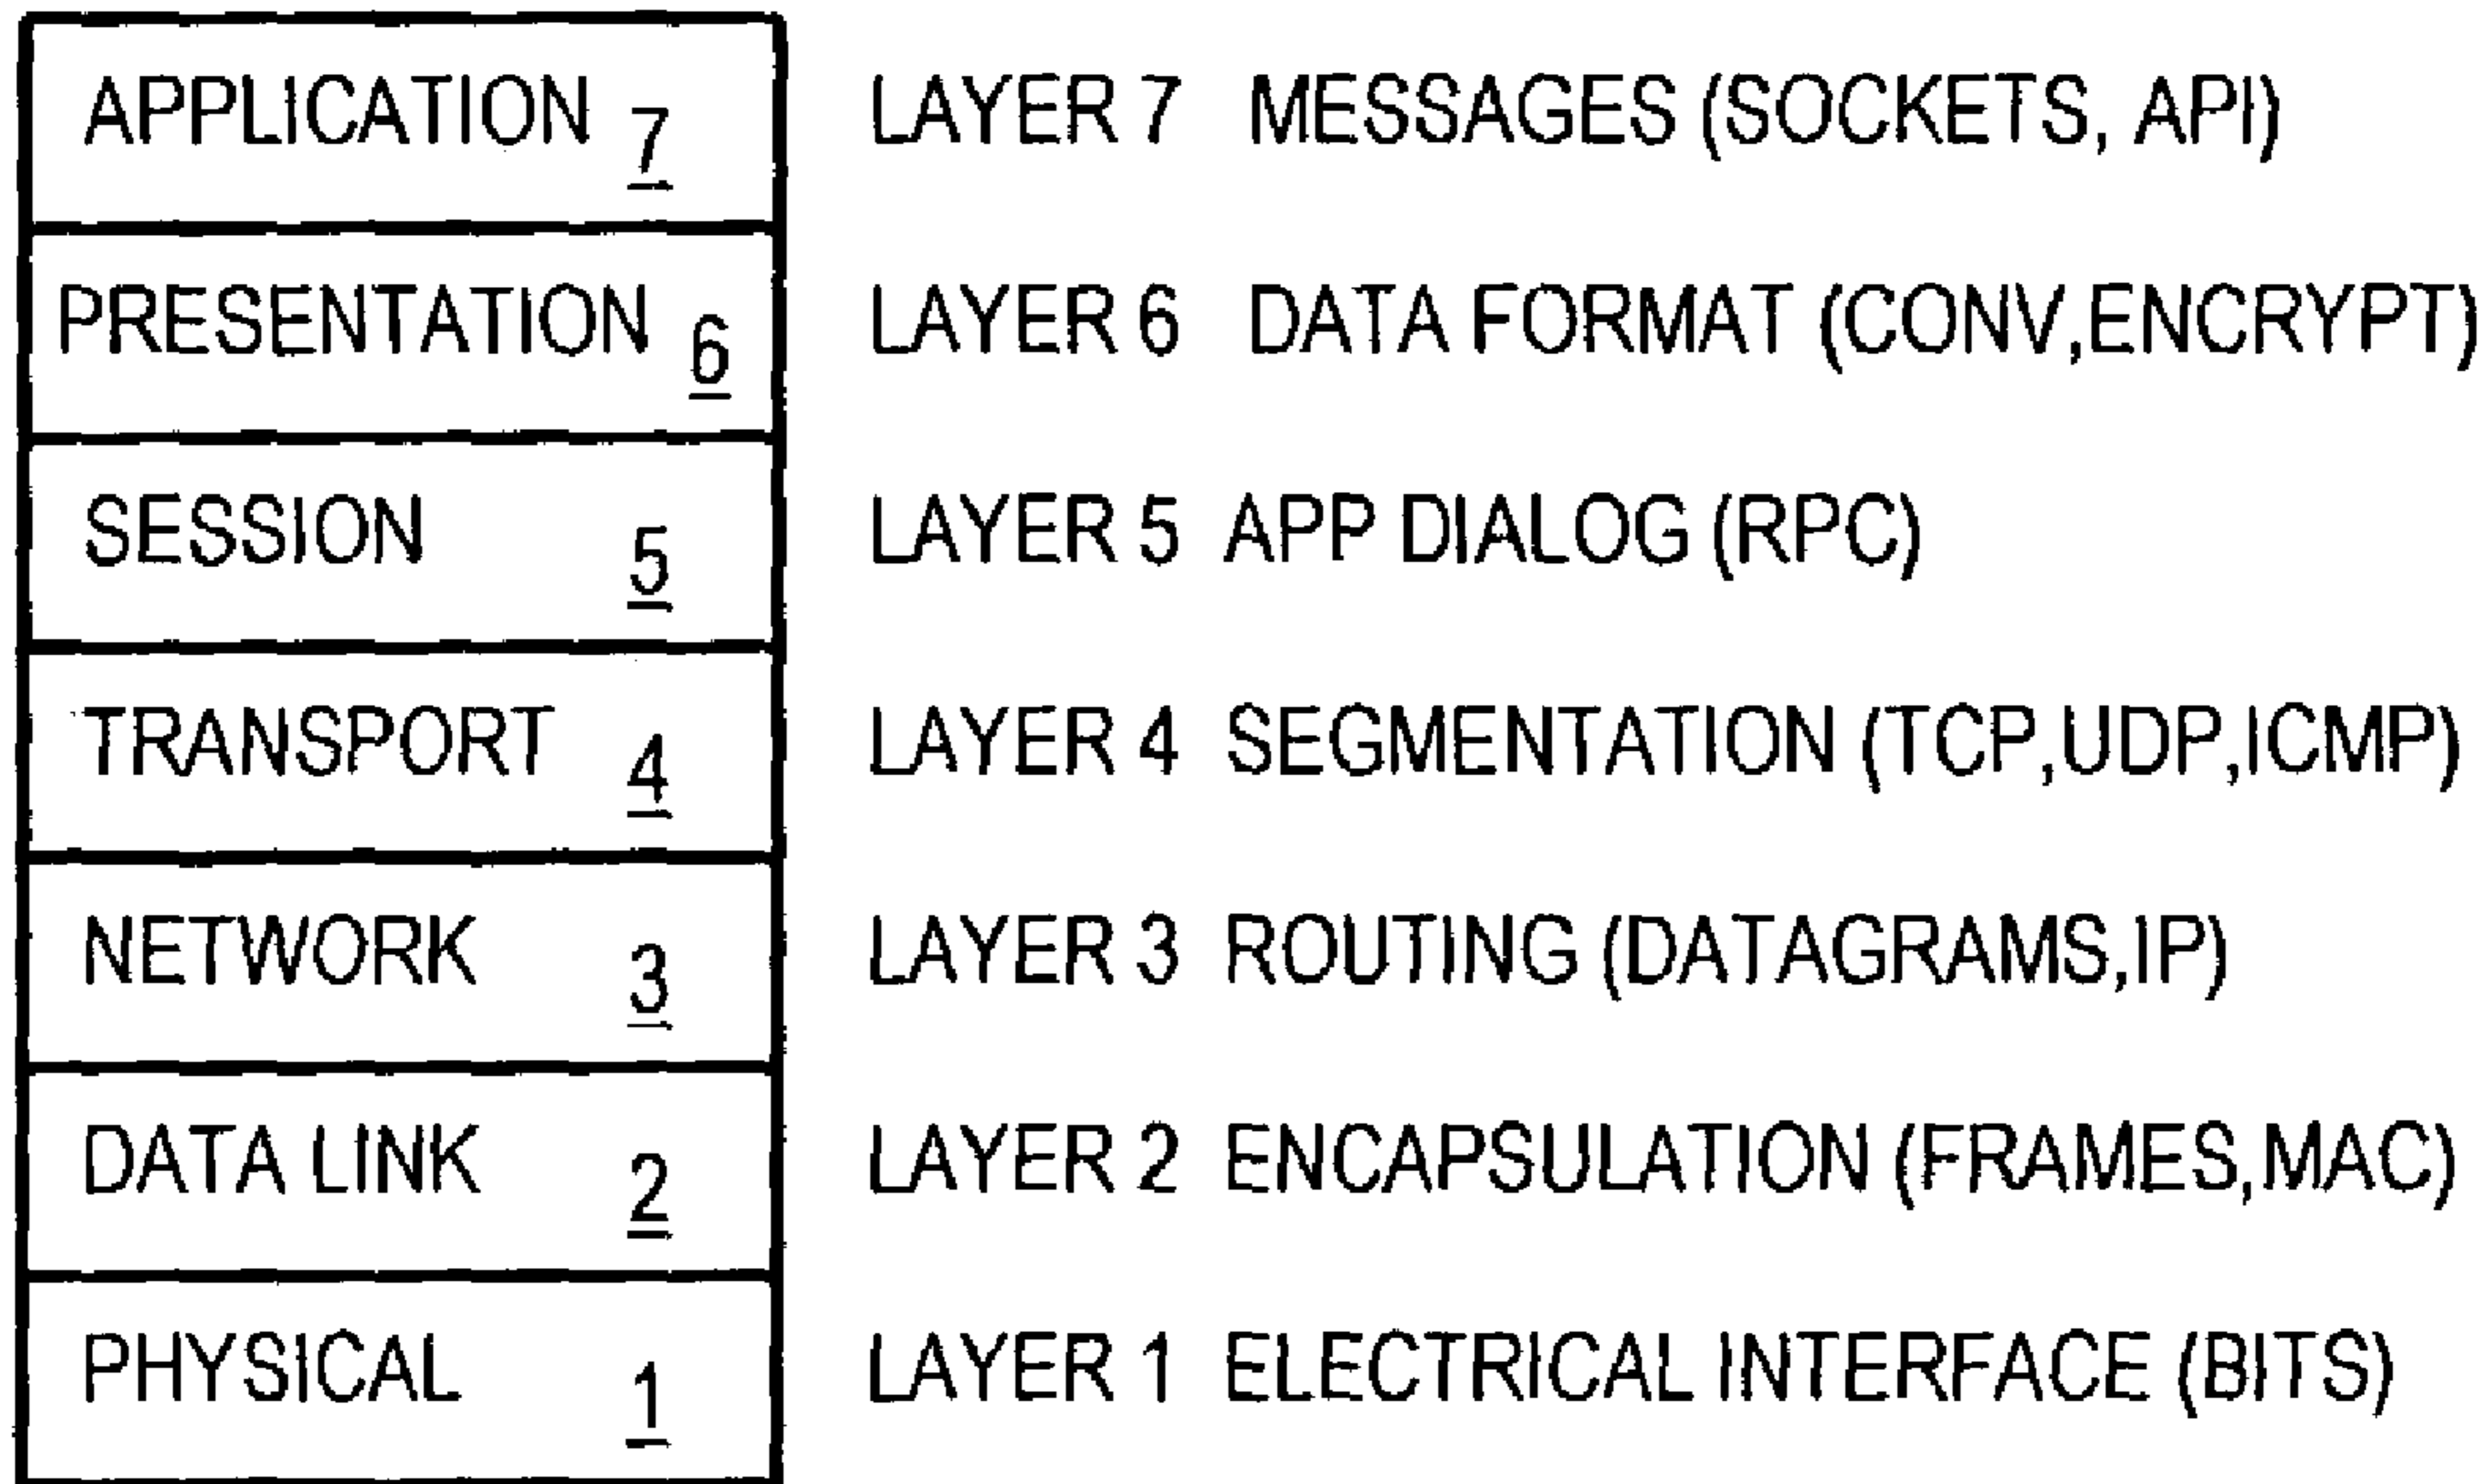 APPLICATION 7 LAYER 7 MESSAGES (SOCKETS, API)
PRESENTATION 6 LAYER 6 DATA FORMAT (CONV,ENCRYPT)
SESSION 5 LAYER 5 APP DIALOG (RPC)
TRANSPORT 4 LAYER 4 SEGMENTATION (TCP,UDP,ICMP)
NETWORK 3 LAYER 3 ROUTING (DATAGRAMS,IP)
DATA LINK 2 LAYER 2 ENCAPSULATION (FRAMES,MAC)
PHYSICAL 1 LAYER 1 ELECTRICAL INTERFACE (BITS)